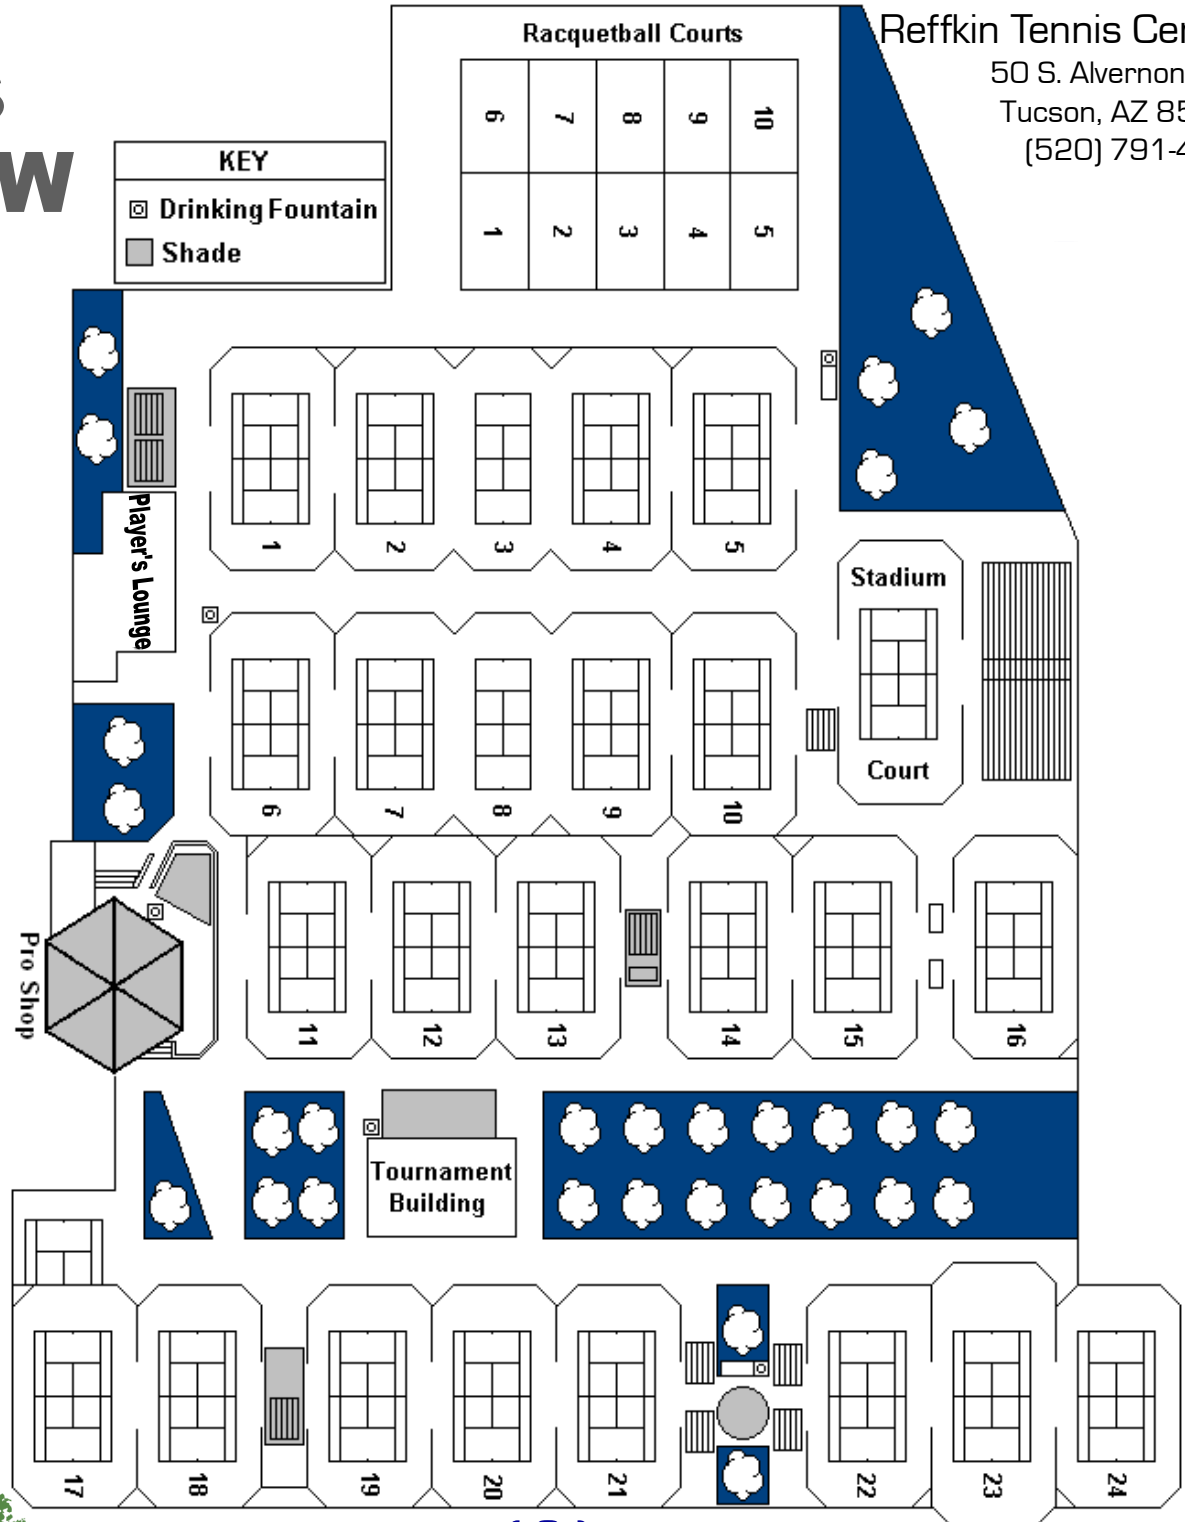 Reffkin Tennis
50 S. Alvernon
Tucson, AZ
(520) 791-4
W
Racquetball Courts
6 7 8 9 10
1 2 3 4 5
KEY
Drinking Fountain
Shade
1 2 3 4 5
Player's Lounge
Stadium
Court
6 7 8 9 10
Pro Shop
11 12 13 14 15 16
Tournament
Building
17 18 19 20 21 22 23 24